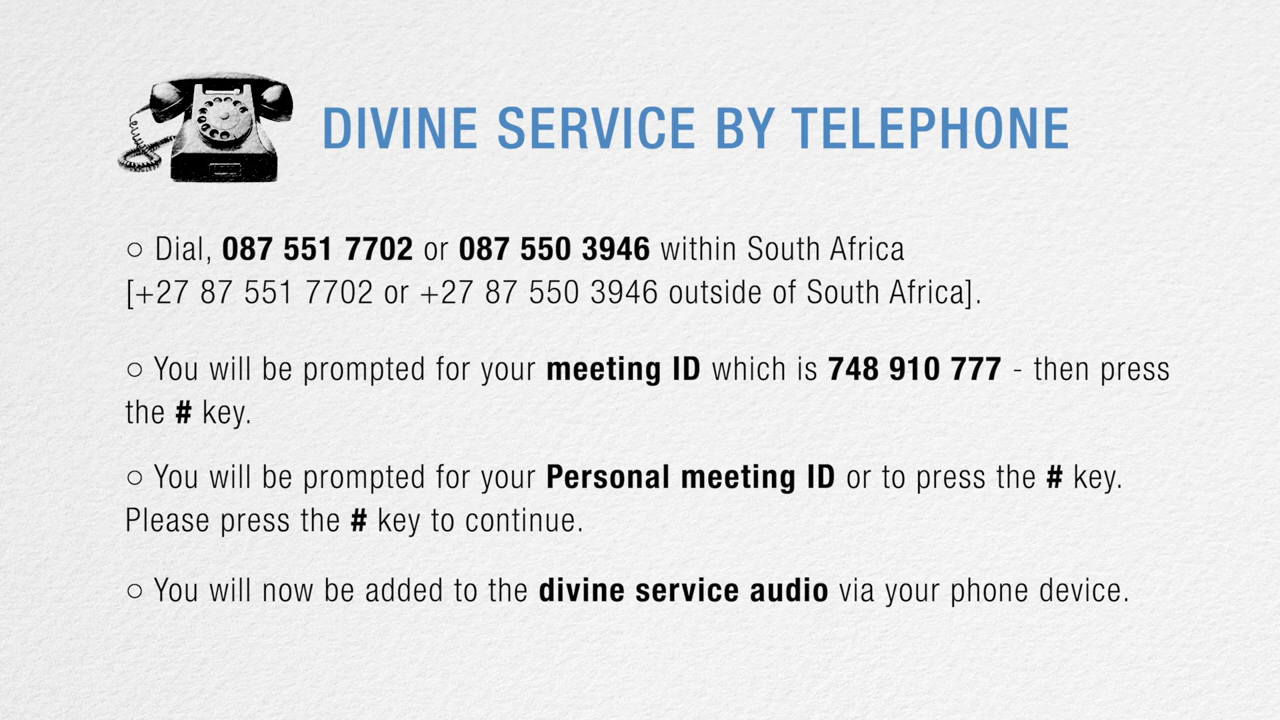 DIVINE SERVICE BY TELEPHONE
○ Dial, 087 551 7702 or 087 550 3946 within South Africa
[+27 87 551 7702 or +27 87 550 3946 outside of South Africa].
○ You will be prompted for your meeting ID which is 748 910 777 - then press
the # key.
○ You will be prompted for your Personal meeting ID or to press the # key.
Please press the # key to continue.
○ You will now be added to the divine service audio via your phone device.